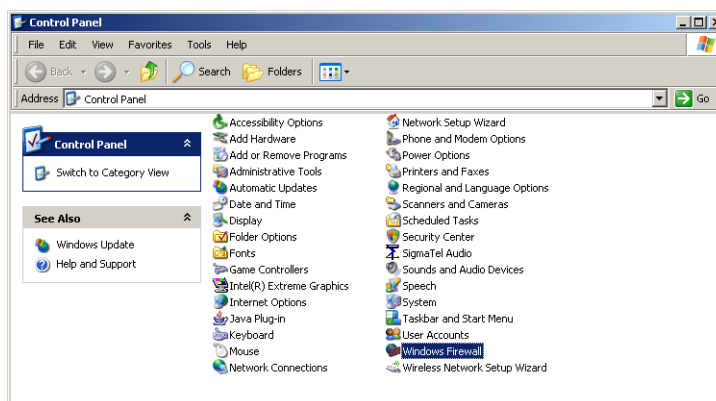 Control Panel
File Edit View Favorites Tools Help
Back Search Folders
Address Control Panel Go
Control Panel
Switch to Category View
See Also
Windows Update
Help and Support
Accessibility Options
Add Hardware
Add or Remove Programs
Administrative Tools
Automatic Updates
Date and Time
Display
Folder Options
Fonts
Game Controllers
Intel(R) Extreme Graphics
Internet Options
Java Plug-in
Keyboard
Mouse
Network Connections
Network Setup Wizard
Phone and Modem Options
Power Options
Printers and Faxes
Regional and Language Options
Scanners and Cameras
Scheduled Tasks
Security Center
SigmaTel Audio
Sounds and Audio Devices
Speech
System
Taskbar and Start Menu
User Accounts
Windows Firewall
Wireless Network Setup Wizard